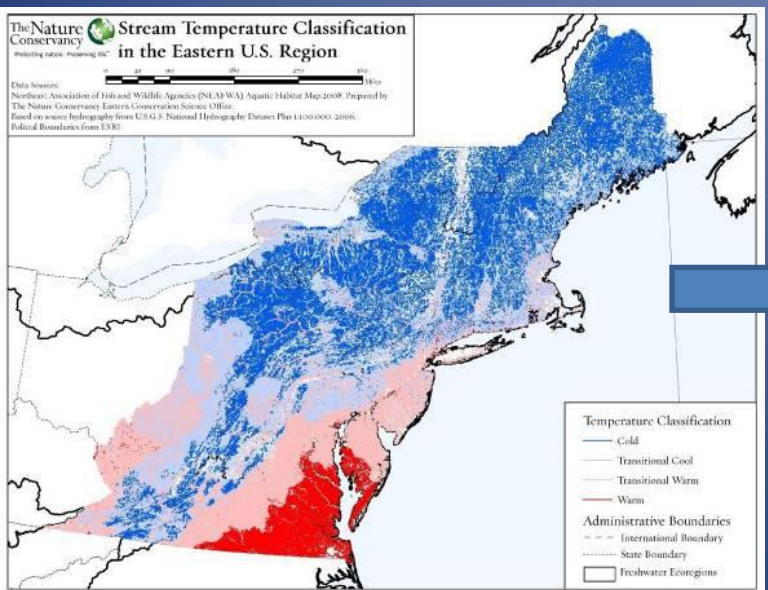 The Nature
Conservancy
Protecting nature. Preserving life.
Stream Temperature Classification
in the Eastern U.S. Region
Miles
Data Sources:
Northeast Association of Fish and Wildlife Agencies (NEAFWA) Aquatic Habitat Map 2008. Prepared by
The Nature Conservancy Eastern Conservation Science Office.
Based on source hydrography from U.S.G.S. National Hydrography Dataset Plus 1:100,000. 2006.
Political Boundaries from ESRI
Temperature Classification
Cold
Transitional Cool
Transitional Warm
Warm
Administrative Boundaries
International Boundary
State Boundary
Freshwater Ecoregions